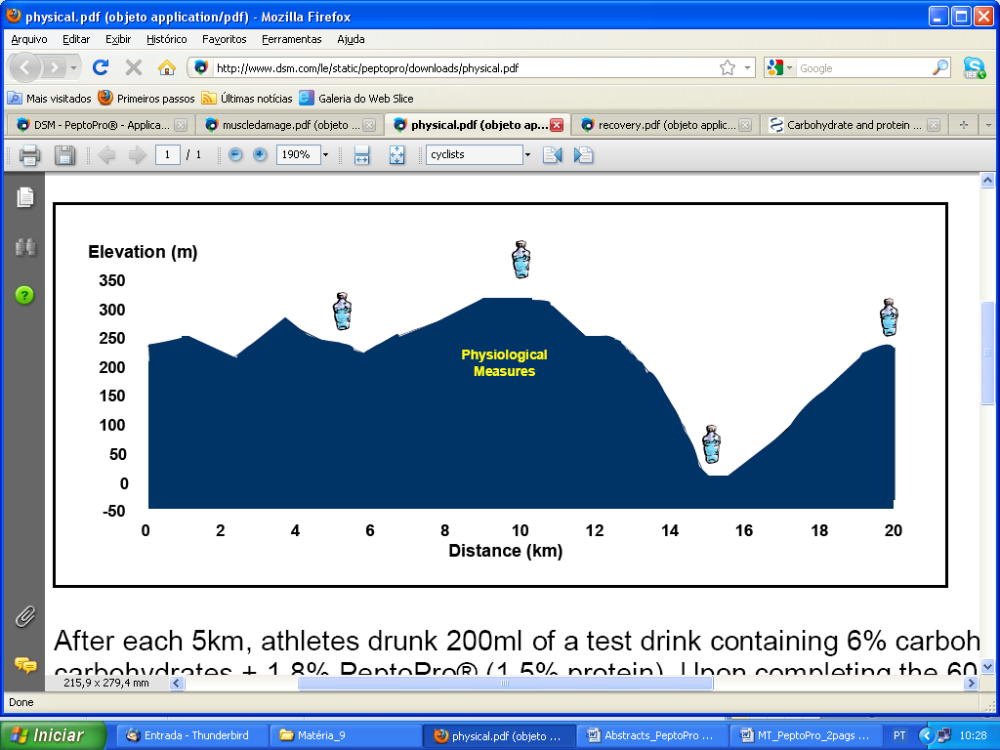 physical.pdf (objeto application/pdf) - Mozilla Firefox
Arquivo Editar Exibir Histórico Favoritos Ferramentas Ajuda
http://www.dsm.com/le/static/peptopro/downloads/physical.pdf Google
Mais visitados Primeiros passos Últimas notícias Galeria do Web Slice
DSM - PeptoPro® - Applica... muscledamage.pdf (objeto ... physical.pdf (objeto ap... recovery.pdf (objeto applic... Carbohydrate and protein ...
1 / 1 190% cyclists
Elevation (m)
350
300
250
200
150
100
50
0
-50
Physiological
Measures
0 2 4 6 8 10 12 14 16 18 20
Distance (km)
After each 5km, athletes drunk 200ml of a test drink containing 6% carboh
carbohydrates + 1.8% PeptoPro® (1.5% protein). Upon completing the 60
215,9 x 279,4 mm
Done
Iniciar Entrada - Thunderbird Matéria_9 physical.pdf (objeto ... Abstracts_PeptoPro ... MT_PeptoPro_2pags ... PT 10:28